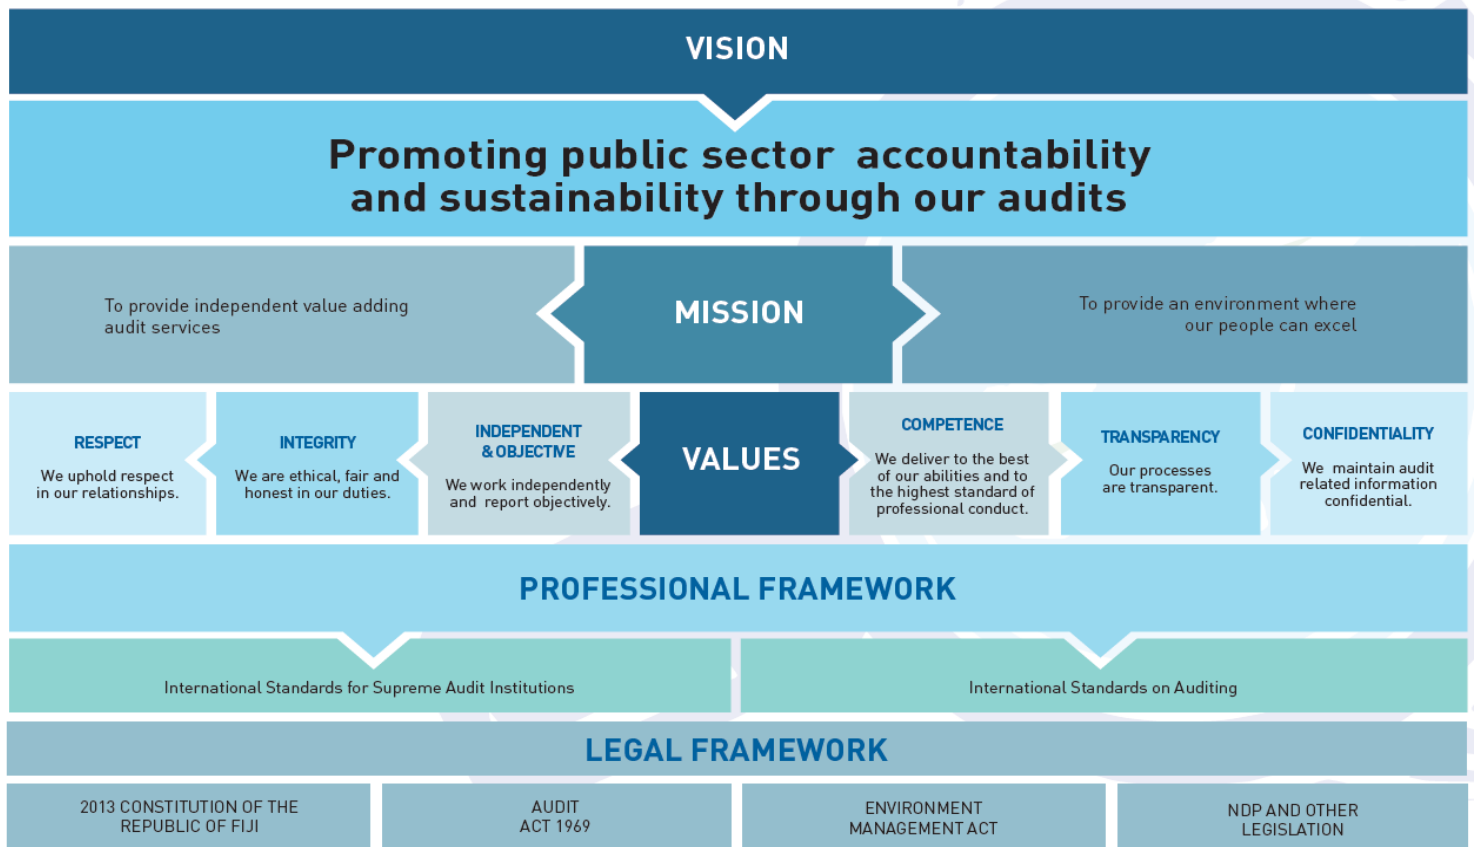 VISION
Promoting public sector accountability
and sustainability through our audits
To provide independent value adding
audit services
MISSION
To provide an environment where
our people can excel
RESPECT
We uphold respect
in our relationships.
INTEGRITY
We are ethical, fair and
honest in our duties.
INDEPENDENT
& OBJECTIVE
We work independently
and report objectively.
VALUES
COMPETENCE
We deliver to the best
of our abilities and to
the highest standard of
professional conduct.
TRANSPARENCY
Our processes
are transparent.
CONFIDENTIALITY
We maintain audit
related information
confidential.
PROFESSIONAL FRAMEWORK
International Standards for Supreme Audit Institutions
International Standards on Auditing
LEGAL FRAMEWORK
2013 CONSTITUTION OF THE
REPUBLIC OF FIJI
AUDIT
ACT 1969
ENVIRONMENT
MANAGEMENT ACT
NDP AND OTHER
LEGISLATION